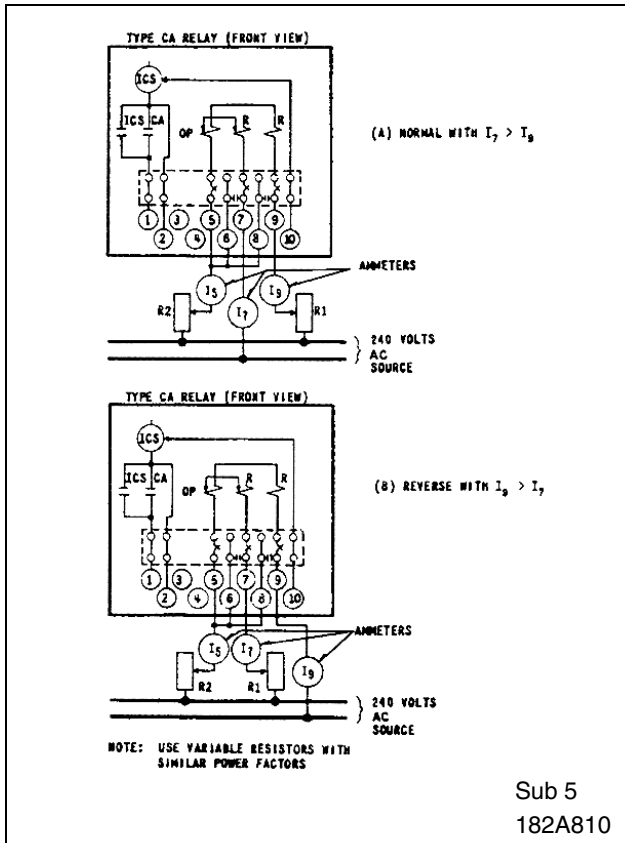 TYPE CA RELAY (FRONT VIEW)
ICS
ICS CA
OP R R
(A) NORMAL WITH I7 > I9
1 3 5 7 9
2 4 6 8 10
AMMETERS
I5 I7 I9
R2 R1
240 VOLTS
AC
SOURCE
TYPE CA RELAY (FRONT VIEW)
ICS
ICS CA
OP R R
(B) REVERSE WITH I9 > I7
1 3 5 7 9
2 4 6 8 10
AMMETERS
I5 I7 I9
R2 R1
240 VOLTS
AC
SOURCE
NOTE: USE VARIABLE RESISTORS WITH
SIMILAR POWER FACTORS
Sub 5
182A810